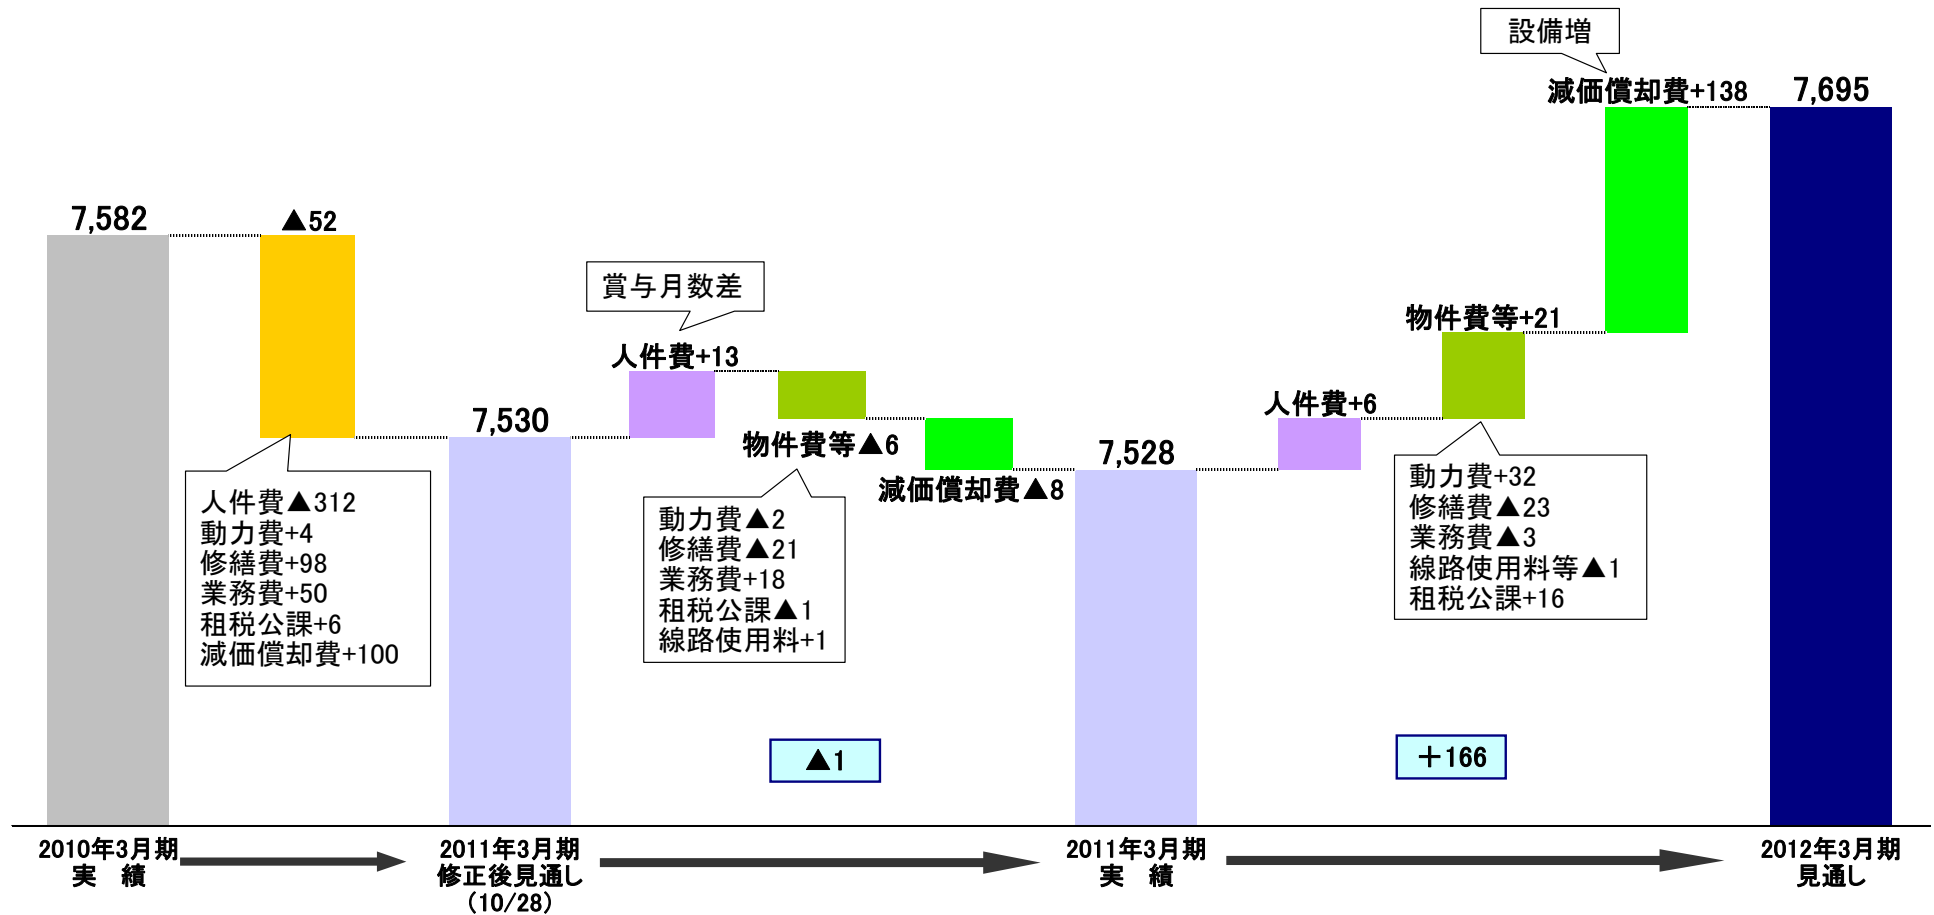 設備増
減価償却費+138
7,695
7,582
▲52
賞与月数差
物件費等+21
人件費+13
人件費+6
7,530
物件費等▲6
7,528
減価償却費▲8
人件費▲312
動力費+4
修繕費+98
業務費+50
租税公課+6
減価償却費+100
動力費▲2
修繕費▲21
業務費+18
租税公課▲1
線路使用料+1
動力費+32
修繕費▲23
業務費▲3
線路使用料等▲1
租税公課+16
▲1
＋166
2010年3月期
実　績
2011年3月期
修正後見通し
（10/28）
2011年3月期
実　績
2012年3月期
見通し